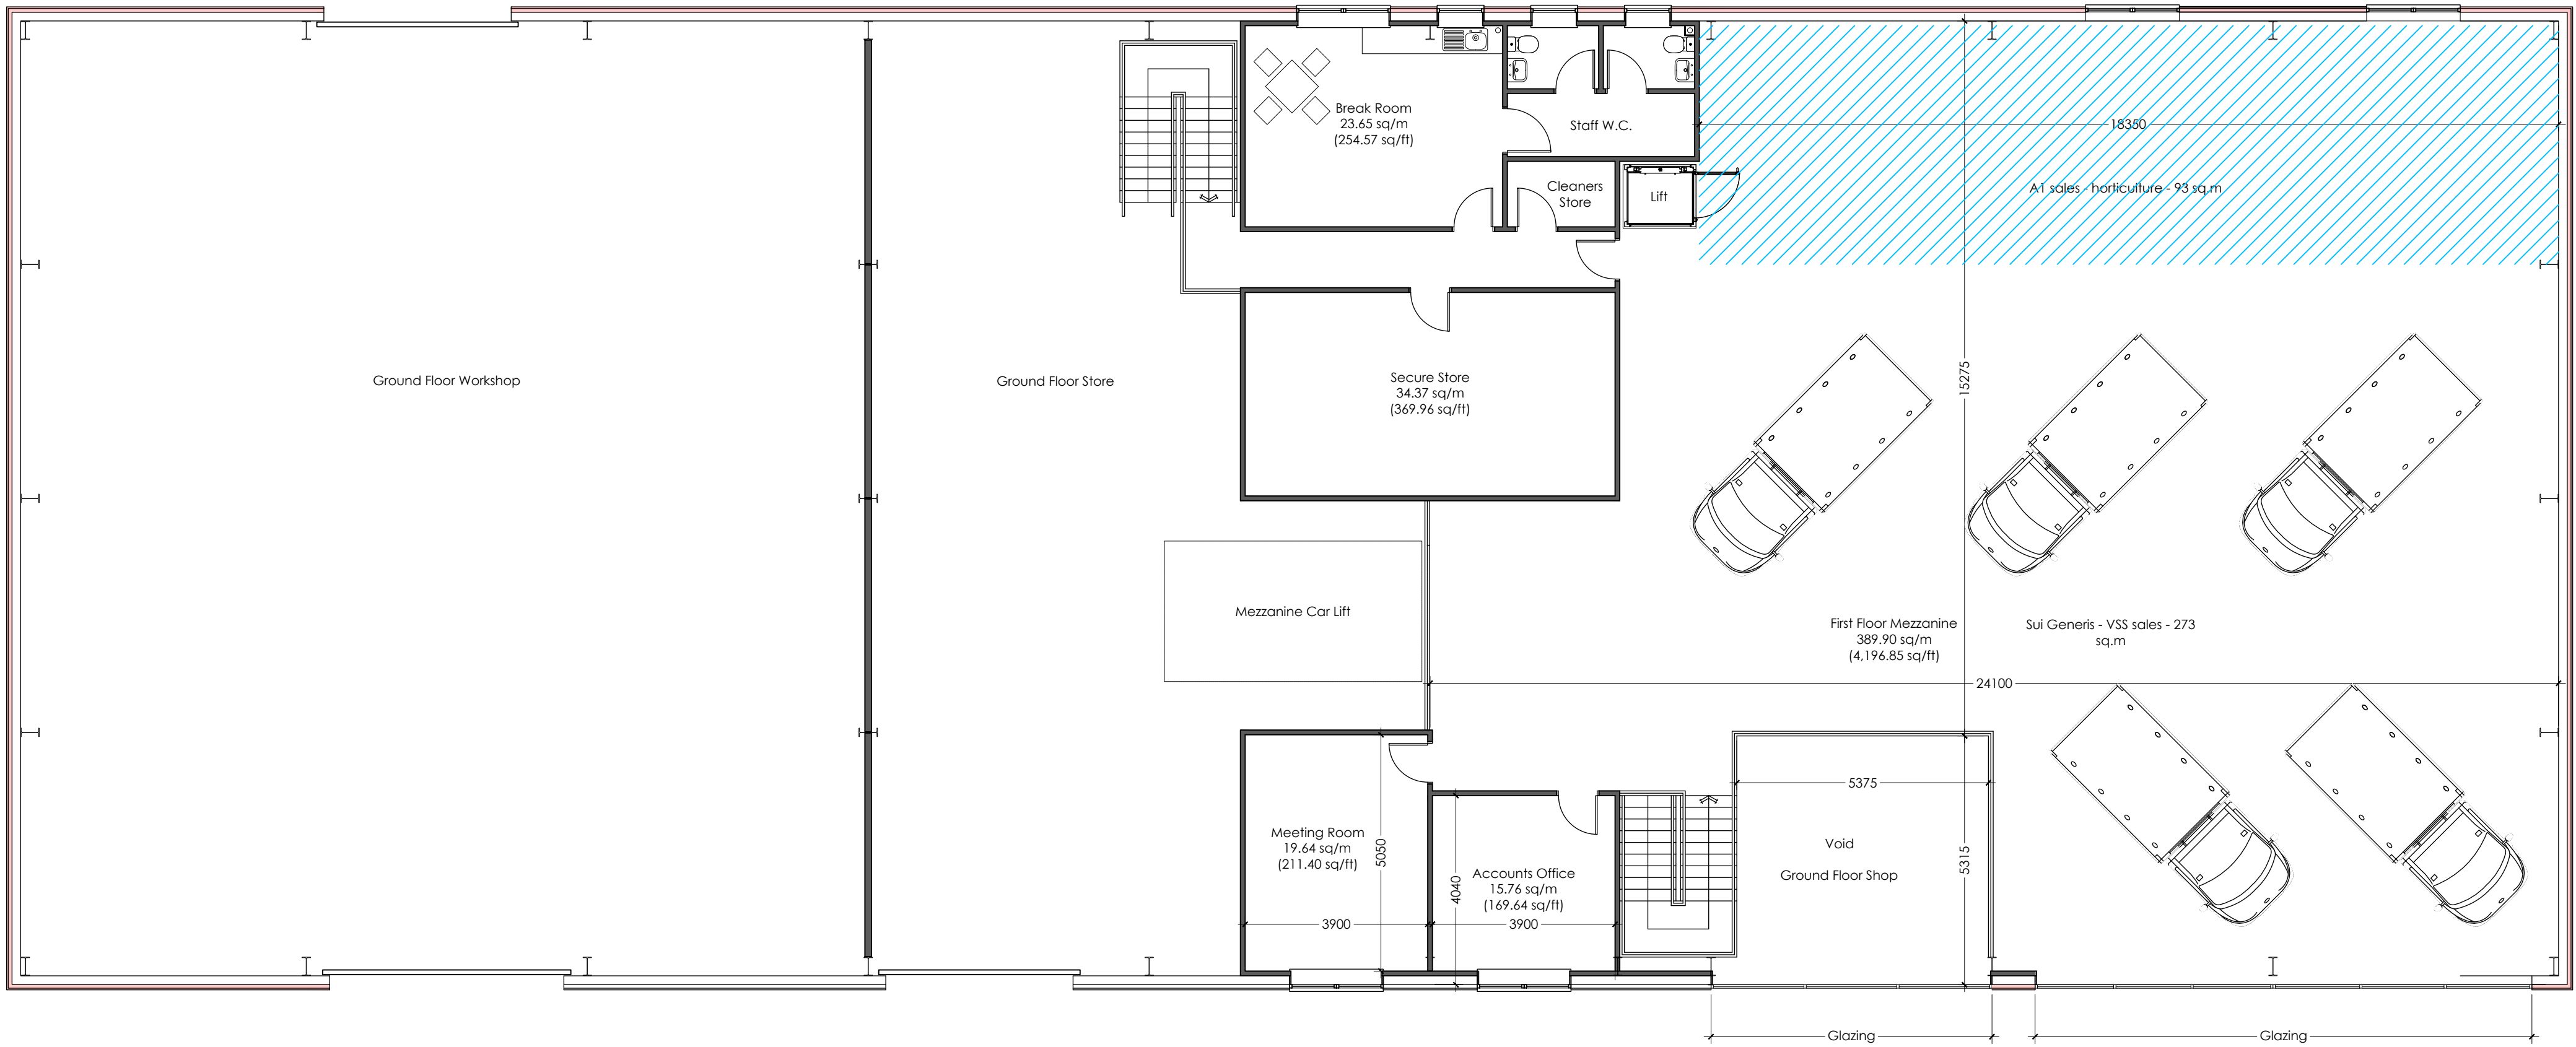 Break Room
23.65 sq/m
(254.57 sq/ft)
Staff W.C.
18350
Cleaners
Store
Lift
A1 sales - horticulture - 93 sq.m
Ground Floor Workshop
Ground Floor Store
Secure Store
34.37 sq/m
(369.96 sq/ft)
15275
Mezzanine Car Lift
First Floor Mezzanine
389.90 sq/m
(4,196.85 sq/ft)
Sui Generis - VSS sales - 273
sq.m
24100
5375
Meeting Room
19.64 sq/m
(211.40 sq/ft)
5050
3900
Accounts Office
15.76 sq/m
(169.64 sq/ft)
4040
3900
Void
Ground Floor Shop
5315
Glazing
Glazing